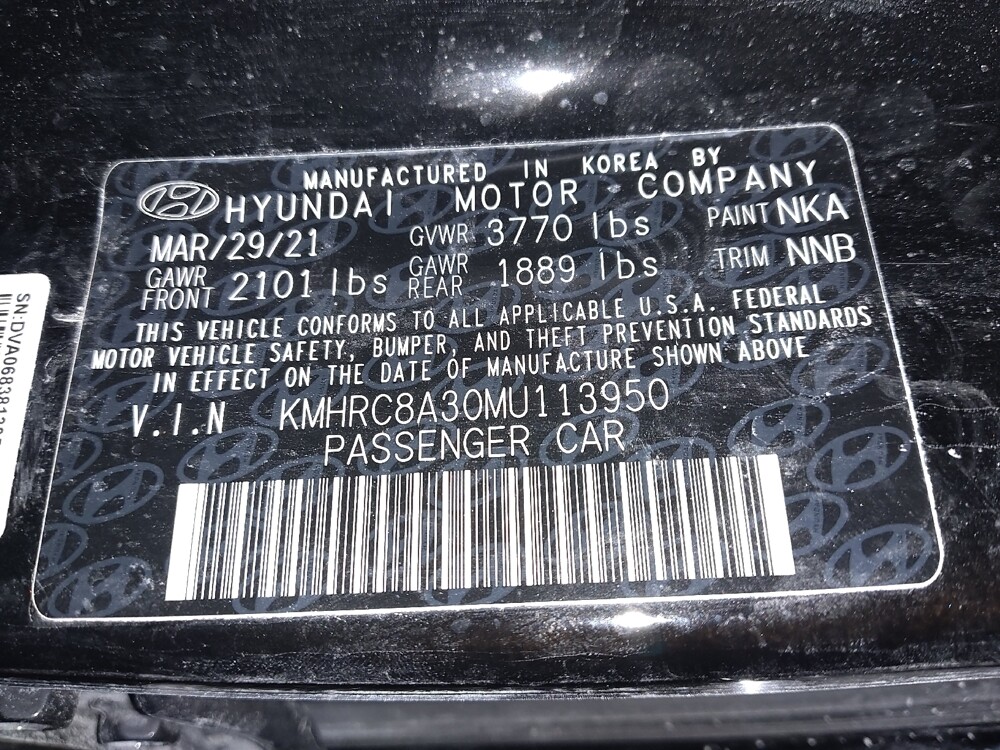 MANUFACTURED IN KOREA BY
HYUNDAI MOTOR COMPANY
MAR/29/21 GVWR 3770 lbs PAINT NKA
GAWR FRONT 2101 lbs GAWR REAR 1889 lbs TRIM NNB
THIS VEHICLE CONFORMS TO ALL APPLICABLE U.S.A. FEDERAL
MOTOR VEHICLE SAFETY, BUMPER, AND THEFT PREVENTION STANDARDS
IN EFFECT ON THE DATE OF MANUFACTURE SHOWN ABOVE
V.I.N KMHRC8A30MU113950
PASSENGER CAR